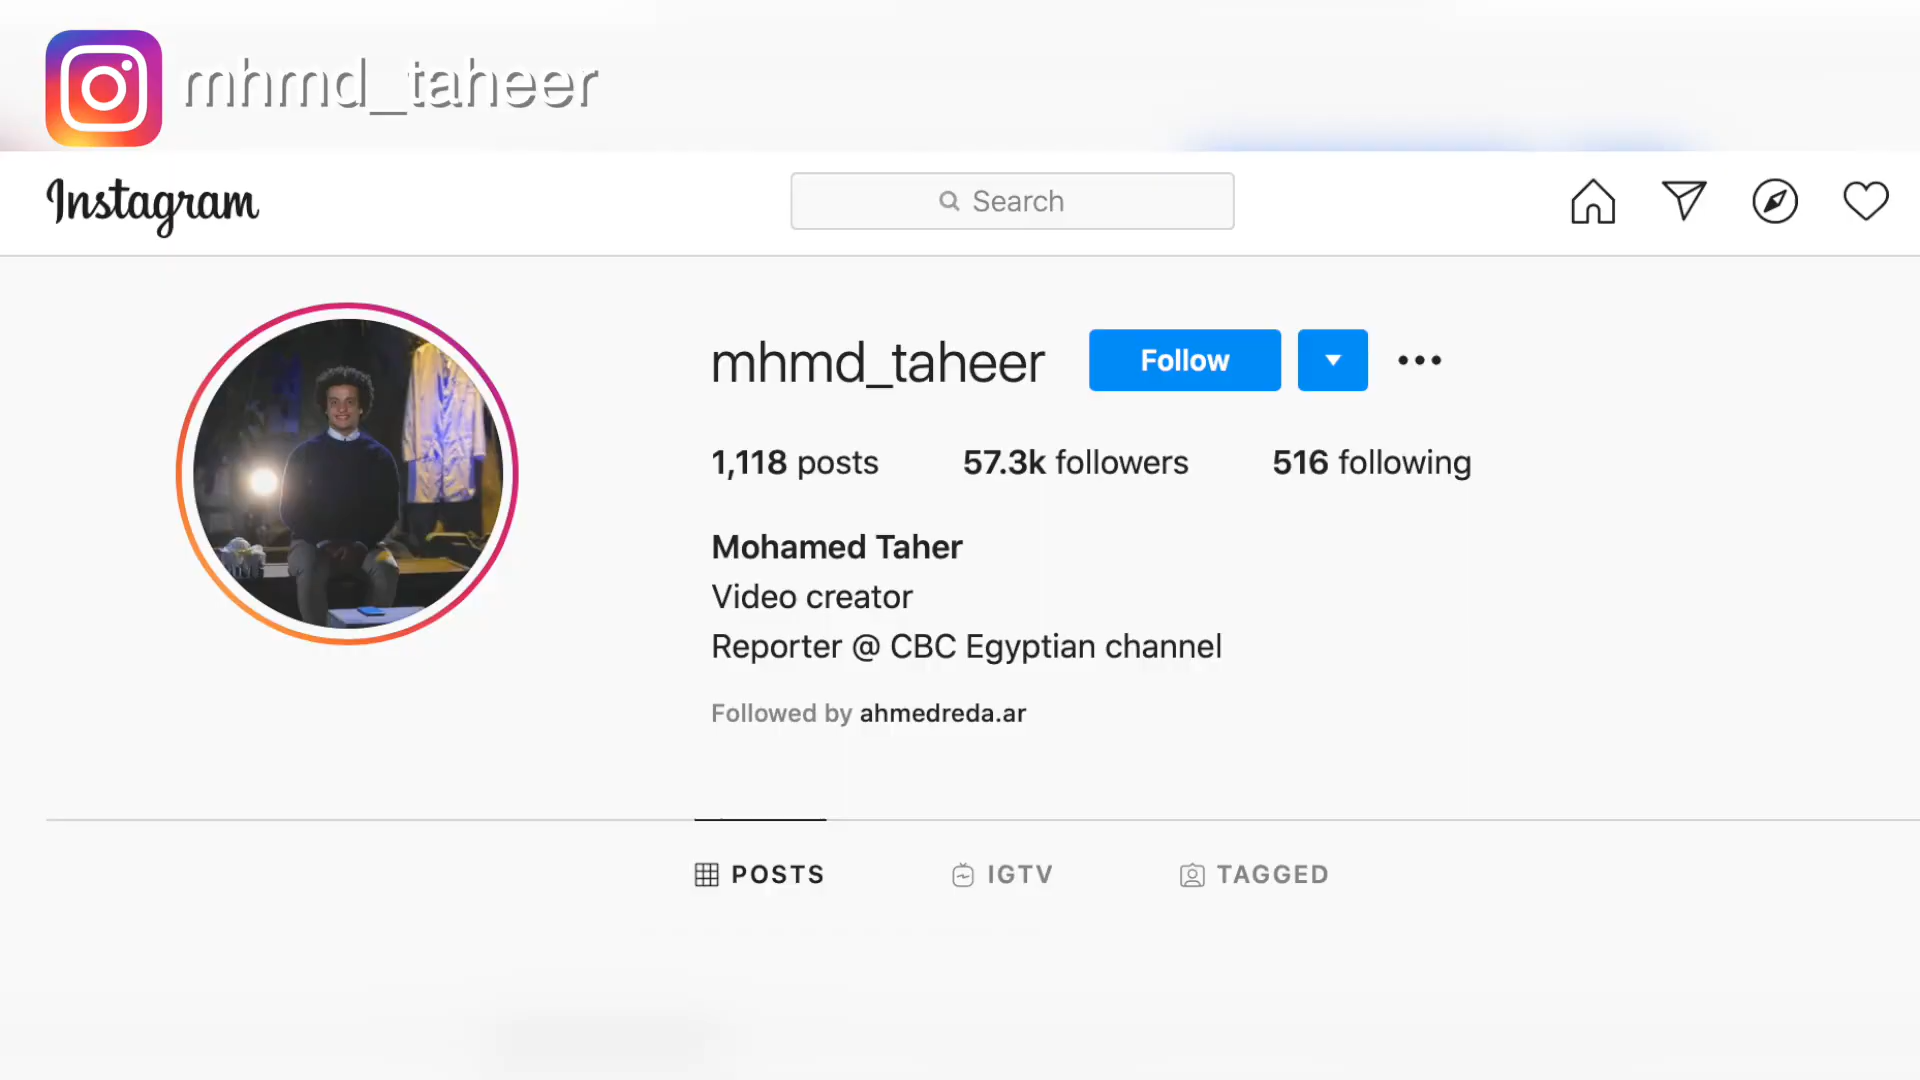 mhmd_taheer
Instagram
Search
mhmd_taheer
Follow
1,118 posts 57.3k followers 516 following
Mohamed Taher
Video creator
Reporter @ CBC Egyptian channel
Followed by ahmedreda.ar
POSTS IGTV TAGGED